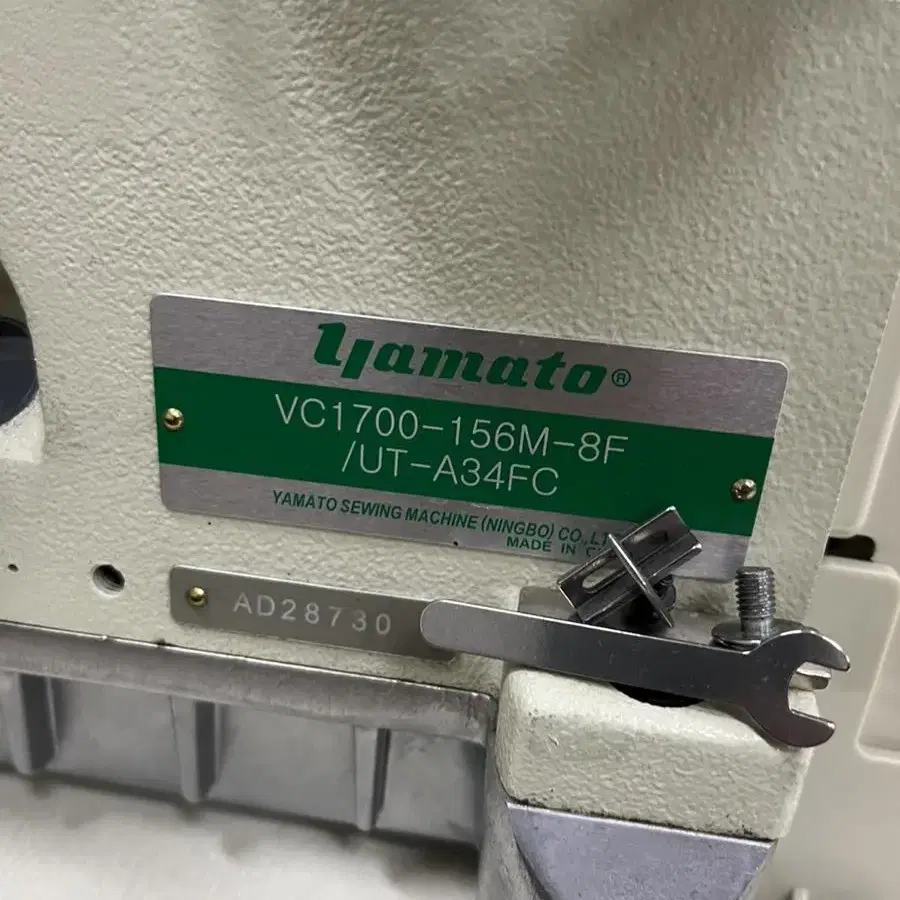 yamato®
VC1700-156M-8F
/UT-A34FC
YAMATO SEWING MACHINE (NINGBO) CO.,
MADE IN
AD28730